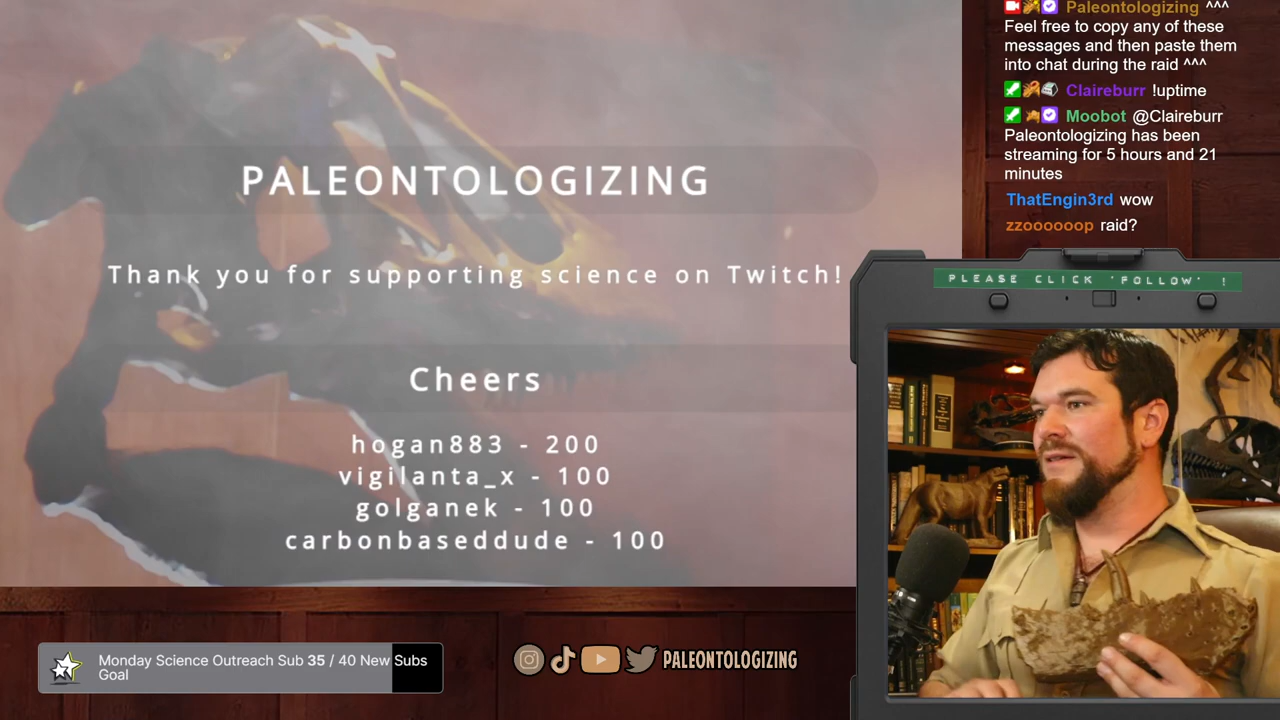 PALEONTOLOGIZING
Thank you for supporting science on Twitch!
Cheers
hogan883 - 200
vigilanta_x - 100
golganek - 100
carbonbaseddude - 100
Paleontologizing ^^^
Feel free to copy any of these
messages and then paste them
into chat during the raid ^^^
Claireburr !uptime
Moobot @Claireburr
Paleontologizing has been
streaming for 5 hours and 21
minutes
ThatEngin3rd wow
zzoooooop raid?
PLEASE CLICK 'FOLLOW' !
Monday Science Outreach Sub 35 / 40 New Subs
Goal
PALEONTOLOGIZING